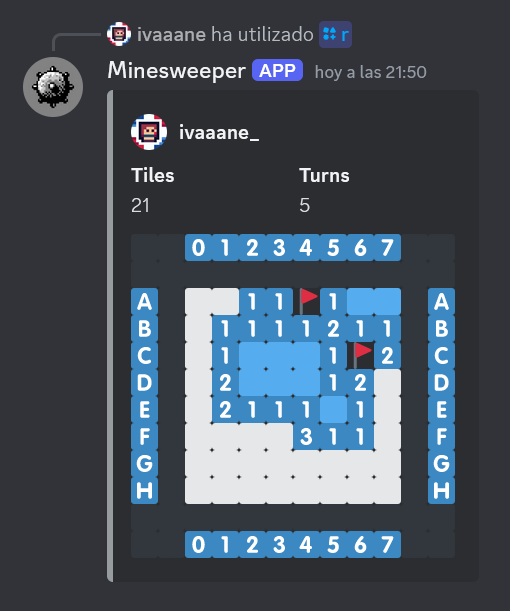 ivaaane ha utilizado r
Minesweeper APP hoy a las 21:50
ivaaane_
Tiles Turns
21 5
0 1 2 3 4 5 6 7
A 1 1 1 A
B 1 1 1 1 2 1 1 B
C 1 1 2 C
D 2 1 2 D
E 2 1 1 1 1 E
F 3 1 1 F
G G
H H
0 1 2 3 4 5 6 7